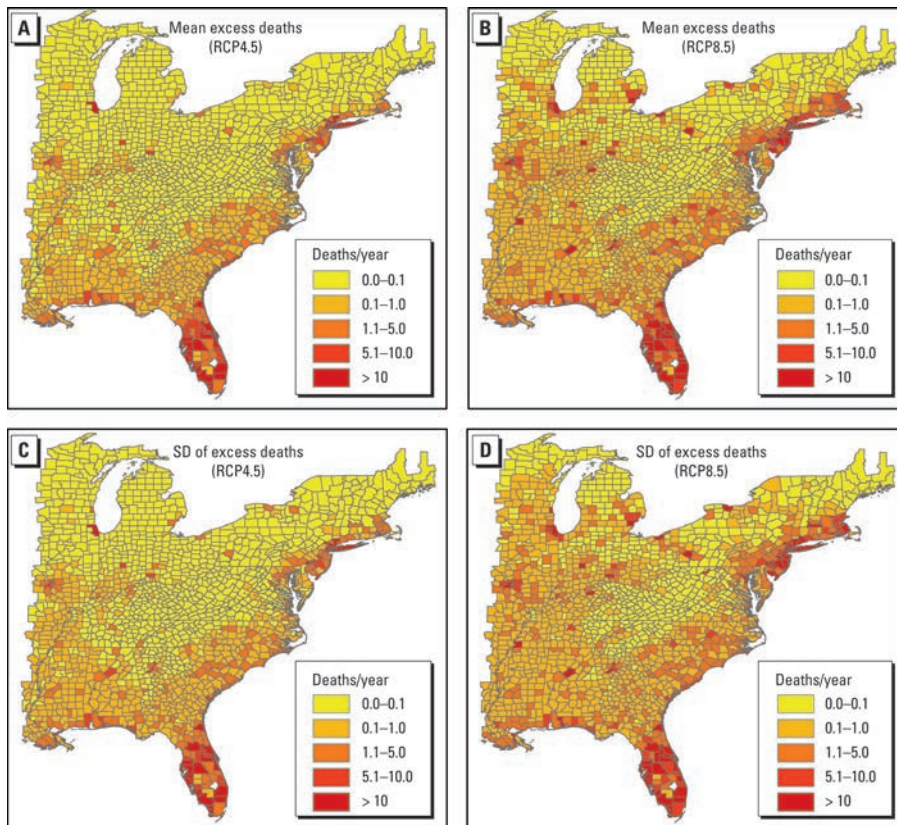 A
Mean excess deaths
(RCP4.5)
Deaths/year
0.0–0.1
0.1–1.0
1.1–5.0
5.1–10.0
> 10
B
Mean excess deaths
(RCP8.5)
Deaths/year
0.0–0.1
0.1–1.0
1.1–5.0
5.1–10.0
> 10
C
SD of excess deaths
(RCP4.5)
Deaths/year
0.0–0.1
0.1–1.0
1.1–5.0
5.1–10.0
> 10
D
SD of excess deaths
(RCP8.5)
Deaths/year
0.0–0.1
0.1–1.0
1.1–5.0
5.1–10.0
> 10